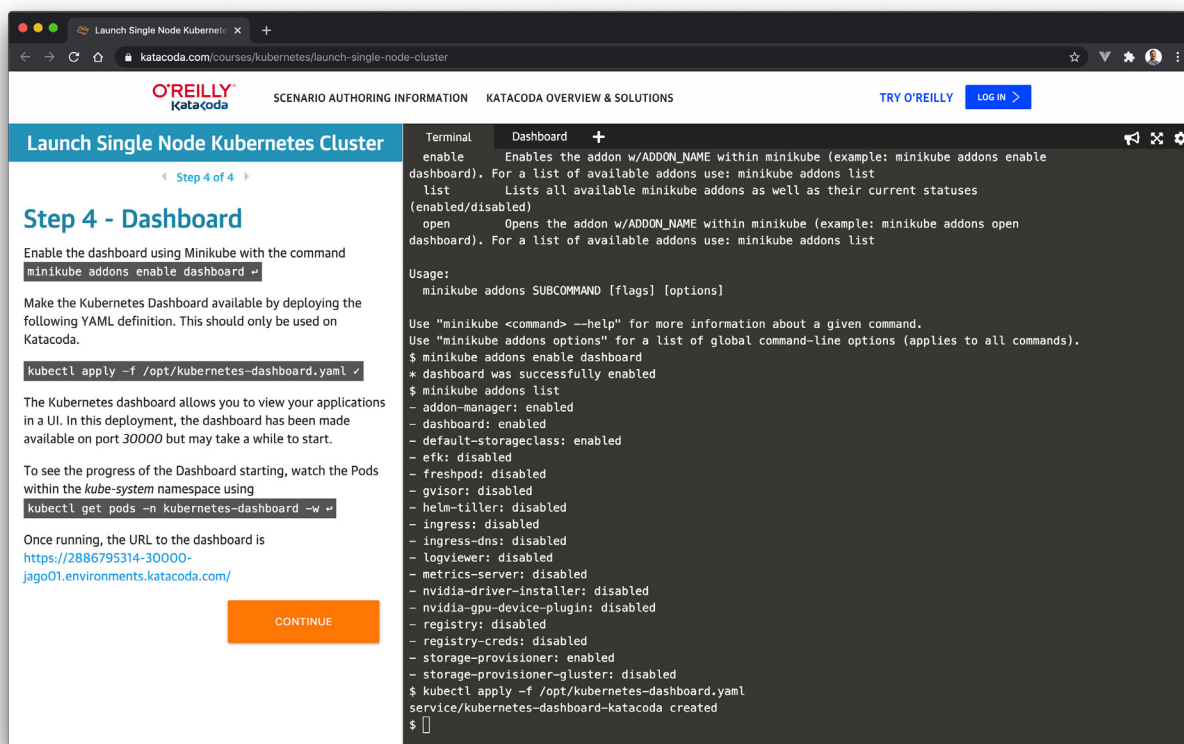 Launch Single Node Kubernete
katacoda.com/courses/kubernetes/launch-single-node-cluster
O'REILLY®
Katacoda
SCENARIO AUTHORING INFORMATION
KATACODA OVERVIEW & SOLUTIONS
TRY O'REILLY
LOG IN
Launch Single Node Kubernetes Cluster
Step 4 of 4
Step 4 - Dashboard
Enable the dashboard using Minikube with the command
minikube addons enable dashboard ↩
Make the Kubernetes Dashboard available by deploying the
following YAML definition. This should only be used on
Katacoda.
kubectl apply -f /opt/kubernetes-dashboard.yaml ✓
The Kubernetes dashboard allows you to view your applications
in a UI. In this deployment, the dashboard has been made
available on port 30000 but may take a while to start.
To see the progress of the Dashboard starting, watch the Pods
within the kube-system namespace using
kubectl get pods -n kubernetes-dashboard -w ↩
Once running, the URL to the dashboard is
https://2886795314-30000-
jago01.environments.katacoda.com/
CONTINUE
Terminal
Dashboard
enable Enables the addon w/ADDON_NAME within minikube (example: minikube addons enable
dashboard). For a list of available addons use: minikube addons list
list Lists all available minikube addons as well as their current statuses
(enabled/disabled)
open Opens the addon w/ADDON_NAME within minikube (example: minikube addons open
dashboard). For a list of available addons use: minikube addons list
Usage:
minikube addons SUBCOMMAND [flags] [options]
Use "minikube <command> --help" for more information about a given command.
Use "minikube addons options" for a list of global command-line options (applies to all commands).
$ minikube addons enable dashboard
* dashboard was successfully enabled
$ minikube addons list
- addon-manager: enabled
- dashboard: enabled
- default-storageclass: enabled
- efk: disabled
- freshpod: disabled
- gvisor: disabled
- helm-tiller: disabled
- ingress: disabled
- ingress-dns: disabled
- logviewer: disabled
- metrics-server: disabled
- nvidia-driver-installer: disabled
- nvidia-gpu-device-plugin: disabled
- registry: disabled
- registry-creds: disabled
- storage-provisioner: enabled
- storage-provisioner-gluster: disabled
$ kubectl apply -f /opt/kubernetes-dashboard.yaml
service/kubernetes-dashboard-katacoda created
$